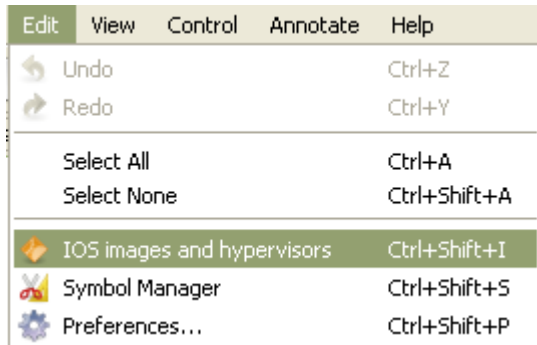 Edit View Control Annotate Help
Undo Ctrl+Z
Redo Ctrl+Y
Select All Ctrl+A
Select None Ctrl+Shift+A
IOS images and hypervisors Ctrl+Shift+I
Symbol Manager Ctrl+Shift+S
Preferences... Ctrl+Shift+P